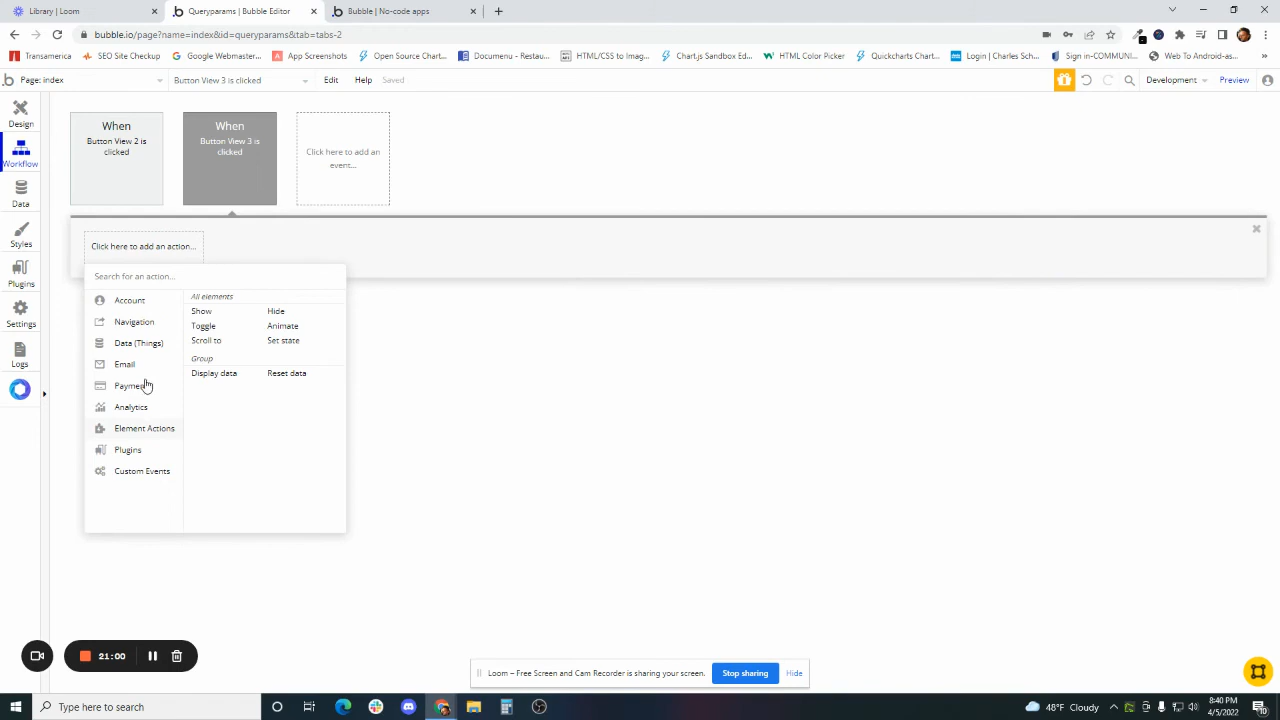 Library | Loom
Queryparams | Bubble Editor
Bubble | No-code apps
bubble.io/page?name=index&id=queryparams&tab=tabs-2
Transamerica
SEO Site Checkup
Google Webmaster...
App Screenshots
Open Source Chart...
Documenu - Restau...
HTML/CSS to Imag...
Chart.js Sandbox Ed...
HTML Color Picker
Quickcharts Chartj...
Login | Charles Sch...
Sign in-COMMUNI...
Web To Android-as...
Page: index
Button View 3 is clicked
Edit
Help
Saved
Development
Preview
Design
Workflow
Data
Styles
Plugins
Settings
Logs
When
Button View 2 is
clicked
When
Button View 3 is
clicked
Click here to add an
event...
Click here to add an action...
Search for an action...
Account
Navigation
Data (Things)
Email
Payment
Analytics
Element Actions
Plugins
Custom Events
All elements
Show Hide
Toggle Animate
Scroll to Set state
Group
Display data Reset data
21:00
Loom – Free Screen and Cam Recorder is sharing your screen.
Stop sharing
Hide
Type here to search
48°F Cloudy
8:40 PM
4/5/2022